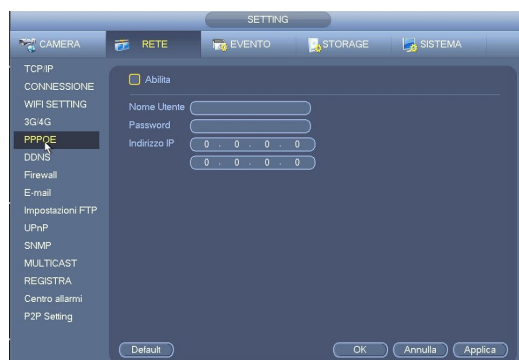 SETTING
CAMERA RETE EVENTO STORAGE SISTEMA
TCP/IP
CONNESSIONE
WIFI SETTING
3G/4G
PPPOE
DDNS
Firewall
E-mail
Impostazioni FTP
UPnP
SNMP
MULTICAST
REGISTRA
Centro allarmi
P2P Setting
Abilita
Nome Utente
Password
Indirizzo IP 0 . 0 . 0 . 0
0 . 0 . 0 . 0
Default OK Annulla Applica